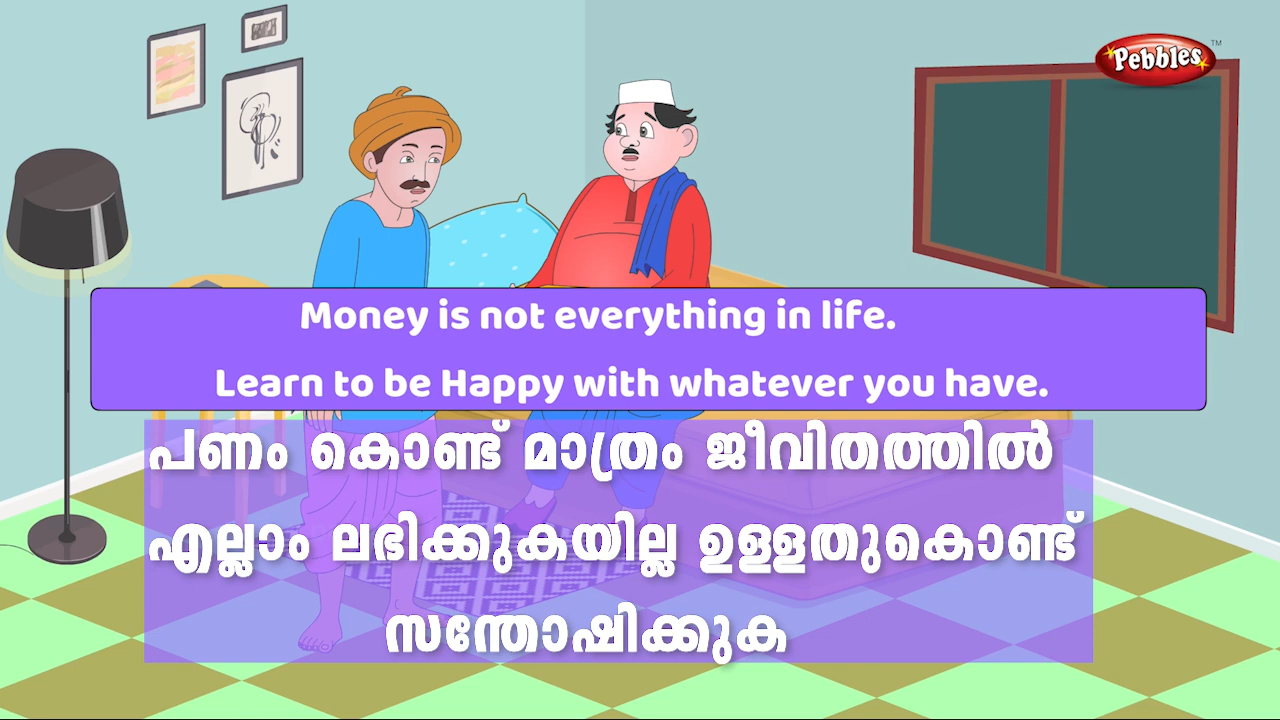 Pebbles™
Money is not everything in life.
Learn to be Happy with whatever you have.
പണം കൊണ്ട് മാത്രം ജീവിതത്തിൽ
എല്ലാം ലഭിക്കുകയില്ല ഉള്ളതുകൊണ്ട്
സന്തോഷിക്കുക